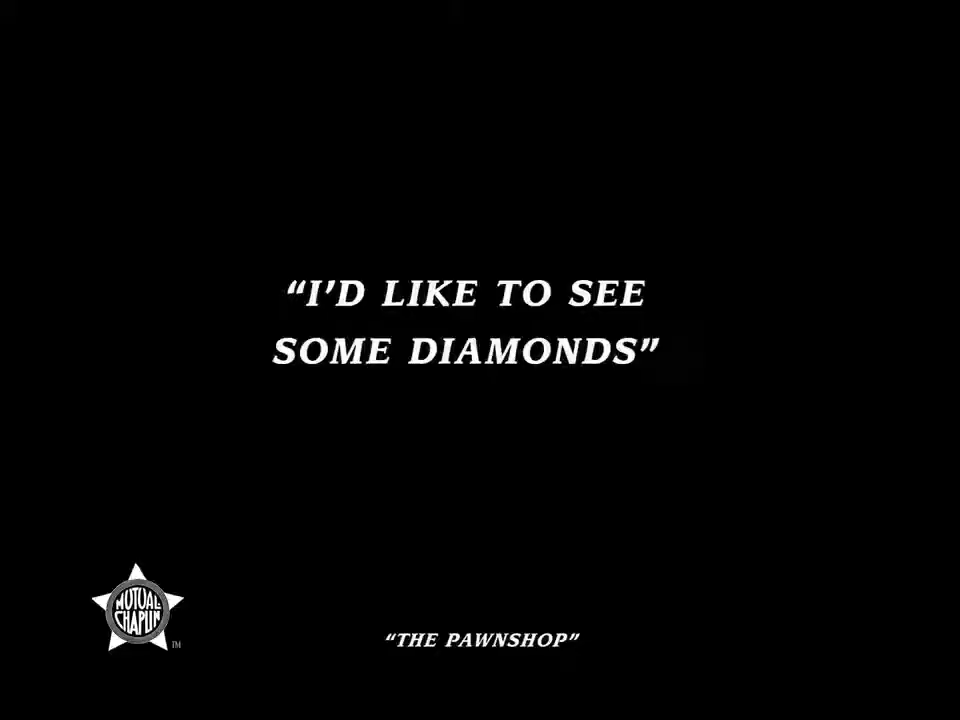 “I’D LIKE TO SEE
SOME DIAMONDS”
MUTUAL-
CHAPLIN
TM
“THE PAWNSHOP”